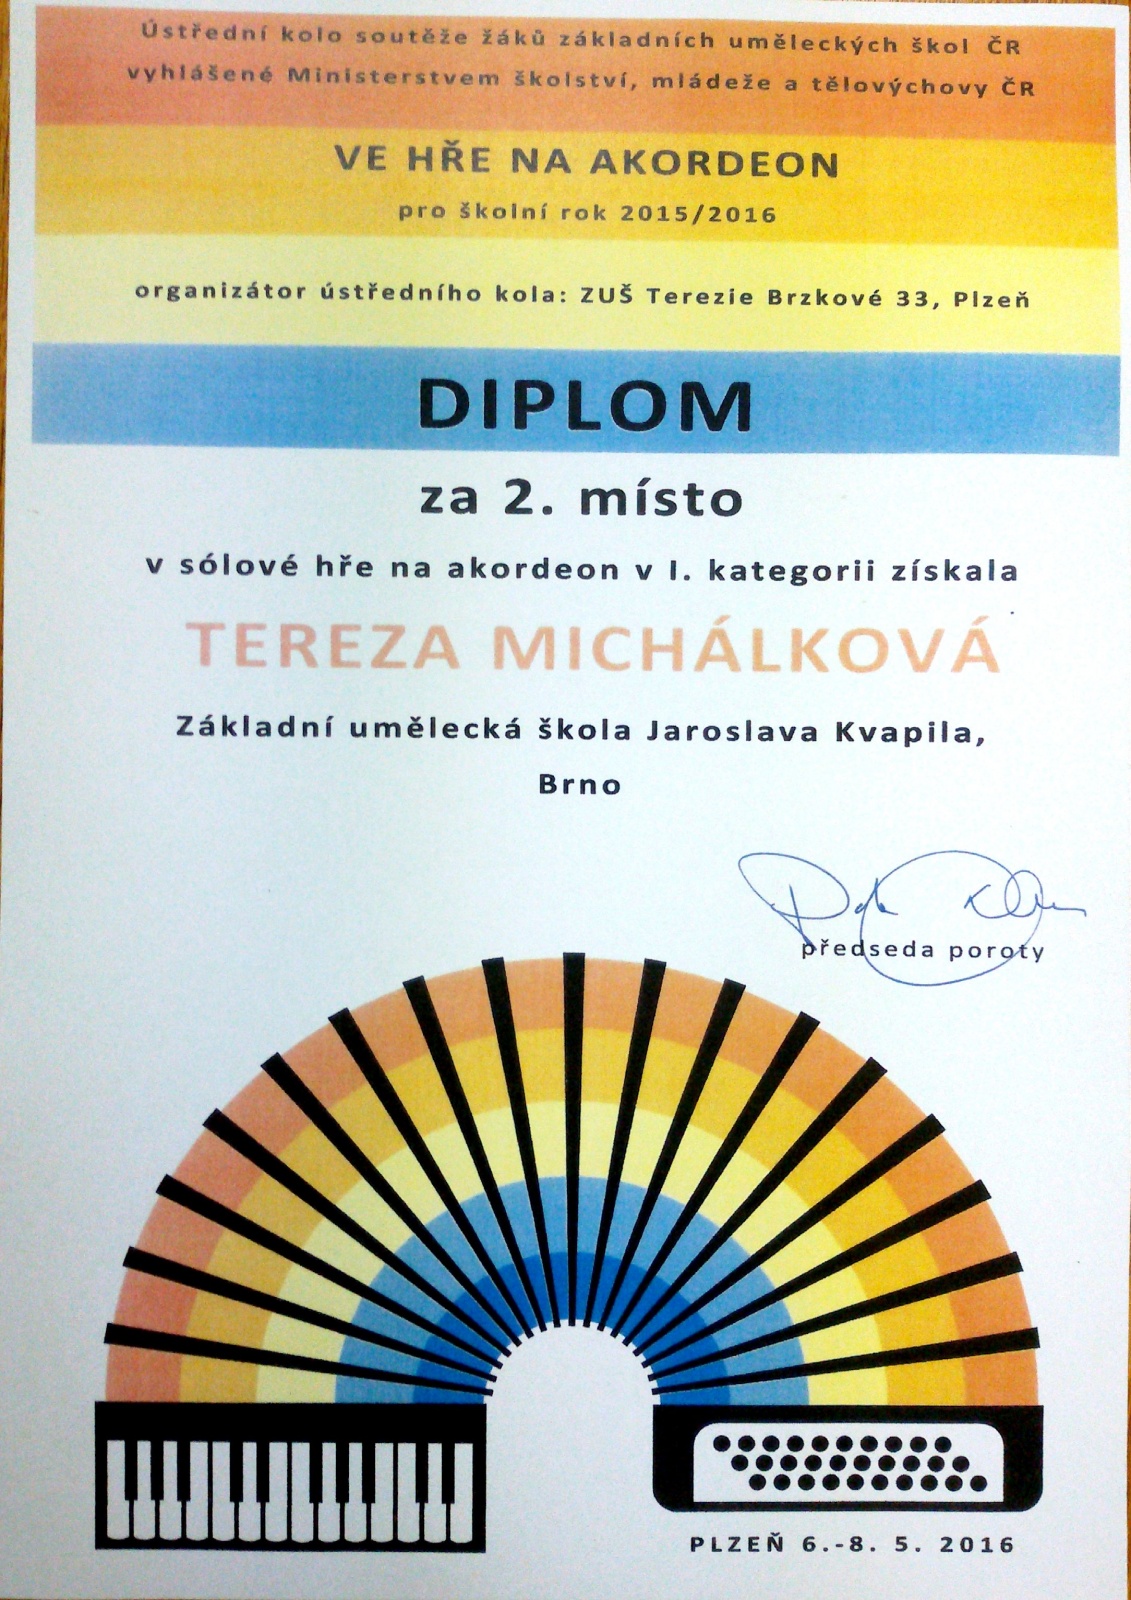 Ústřední kolo soutěže žáků základních uměleckých škol ČR
vyhlášené Ministerstvem školství, mládeže a tělovýchovy ČR
VE HŘE NA AKORDEON
pro školní rok 2015/2016
organizátor ústředního kola: ZUŠ Terezie Brzkové 33, Plzeň
DIPLOM
za 2. místo
v sólové hře na akordeon v I. kategorii získala
TEREZA MICHÁLKOVÁ
Základní umělecká škola Jaroslava Kvapila,
Brno
předseda poroty
PLZEŇ 6.-8. 5. 2016